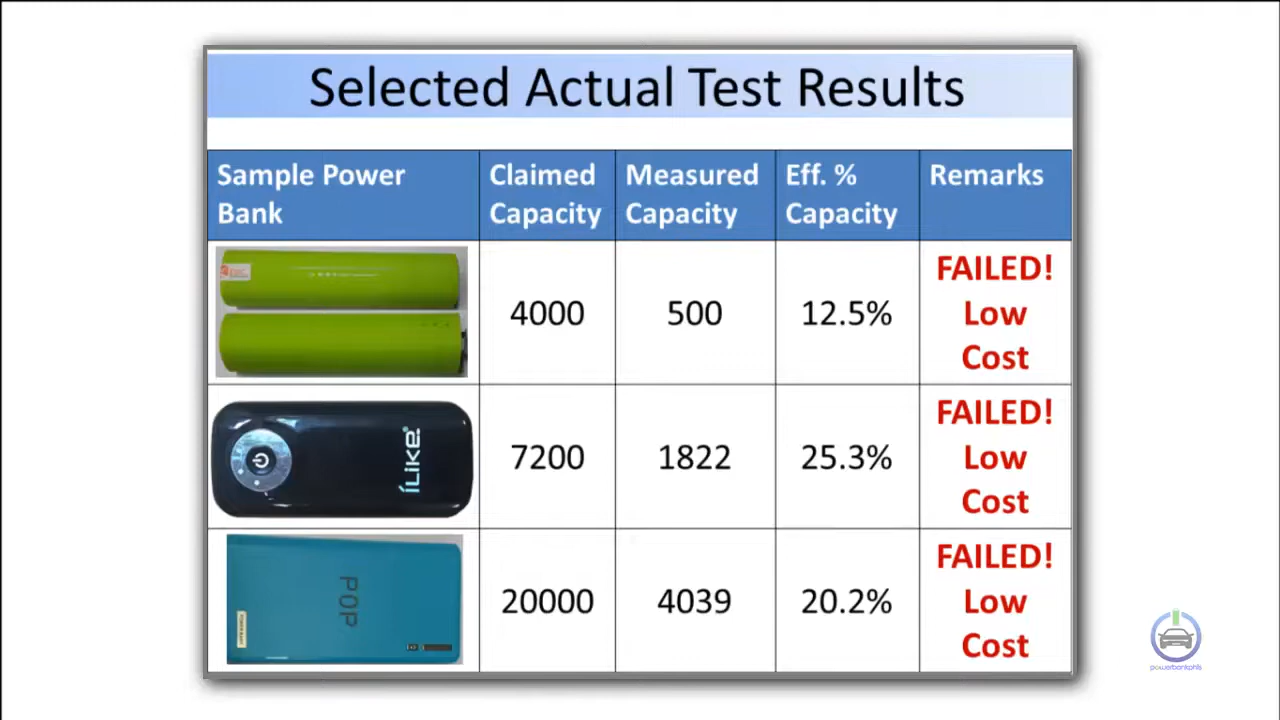 Selected Actual Test Results
Sample Power
Bank
Claimed
Capacity
Measured
Capacity
Eff. %
Capacity
Remarks
4000
500
12.5%
FAILED!
Low
Cost
iLIKE®
7200
1822
25.3%
FAILED!
Low
Cost
POP
20000
4039
20.2%
FAILED!
Low
Cost
powerbankphils